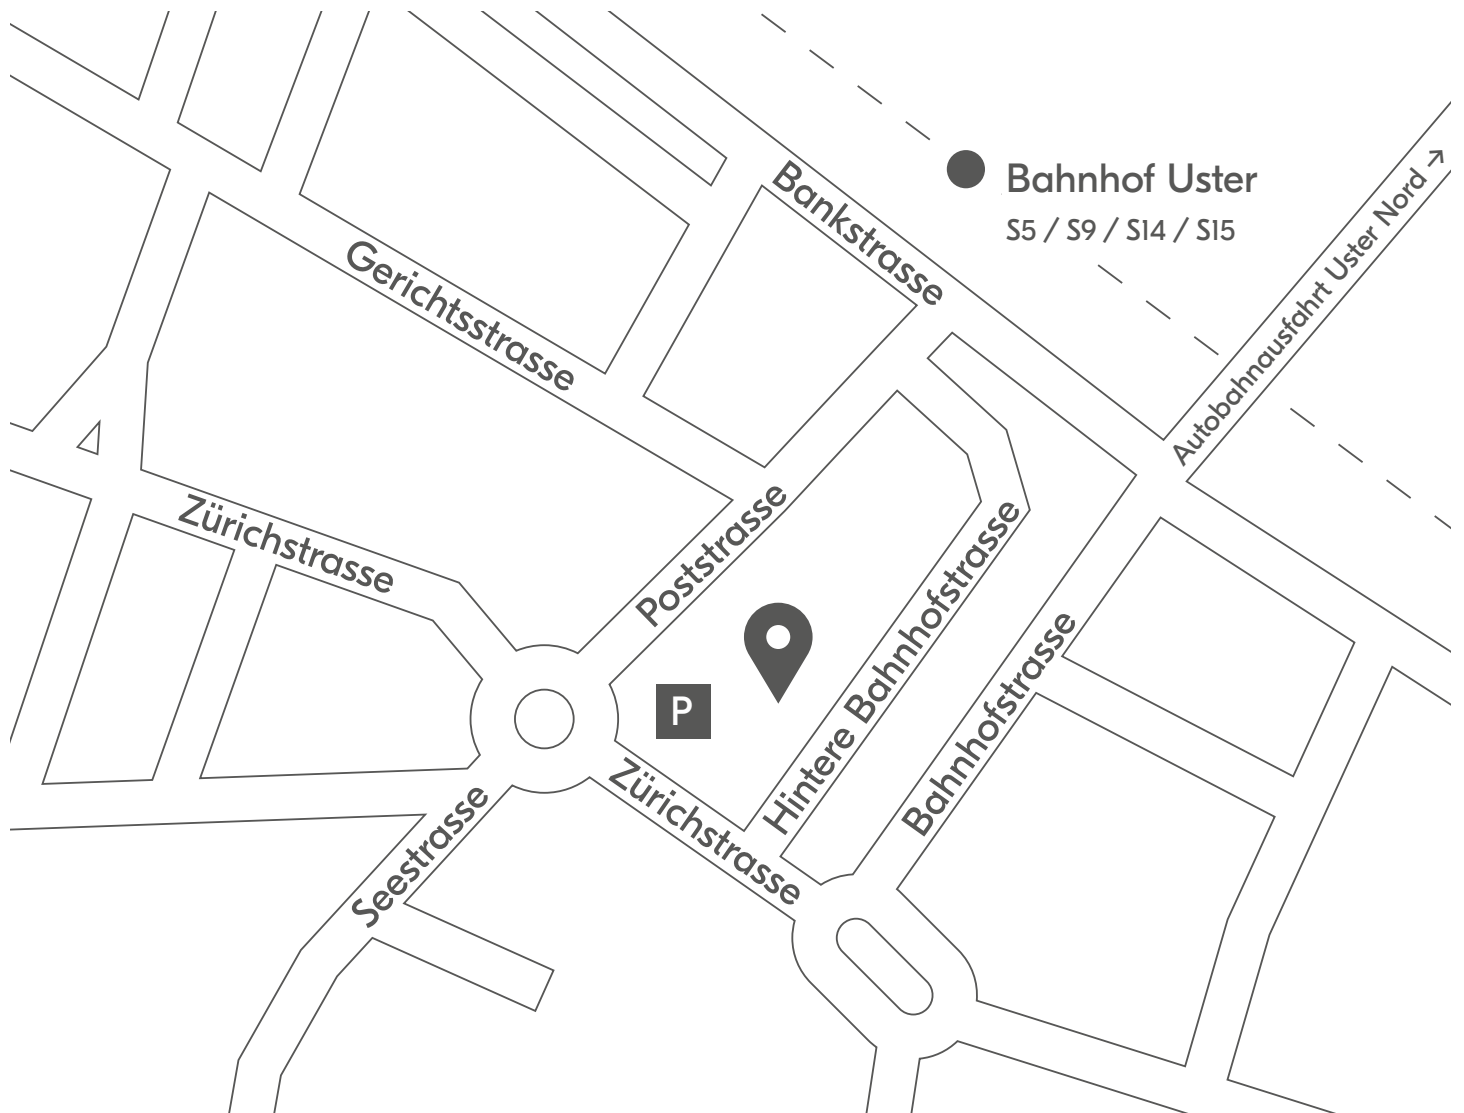 Bahnhof Uster
S5 / S9 / S14 / S15
Autobahnausfahrt Uster Nord ↗
Bankstrasse
Gerichtsstrasse
Zürichstrasse
Poststrasse
Hintere Bahnhofstrasse
Bahnhofstrasse
P
Zürichstrasse
Seestrasse